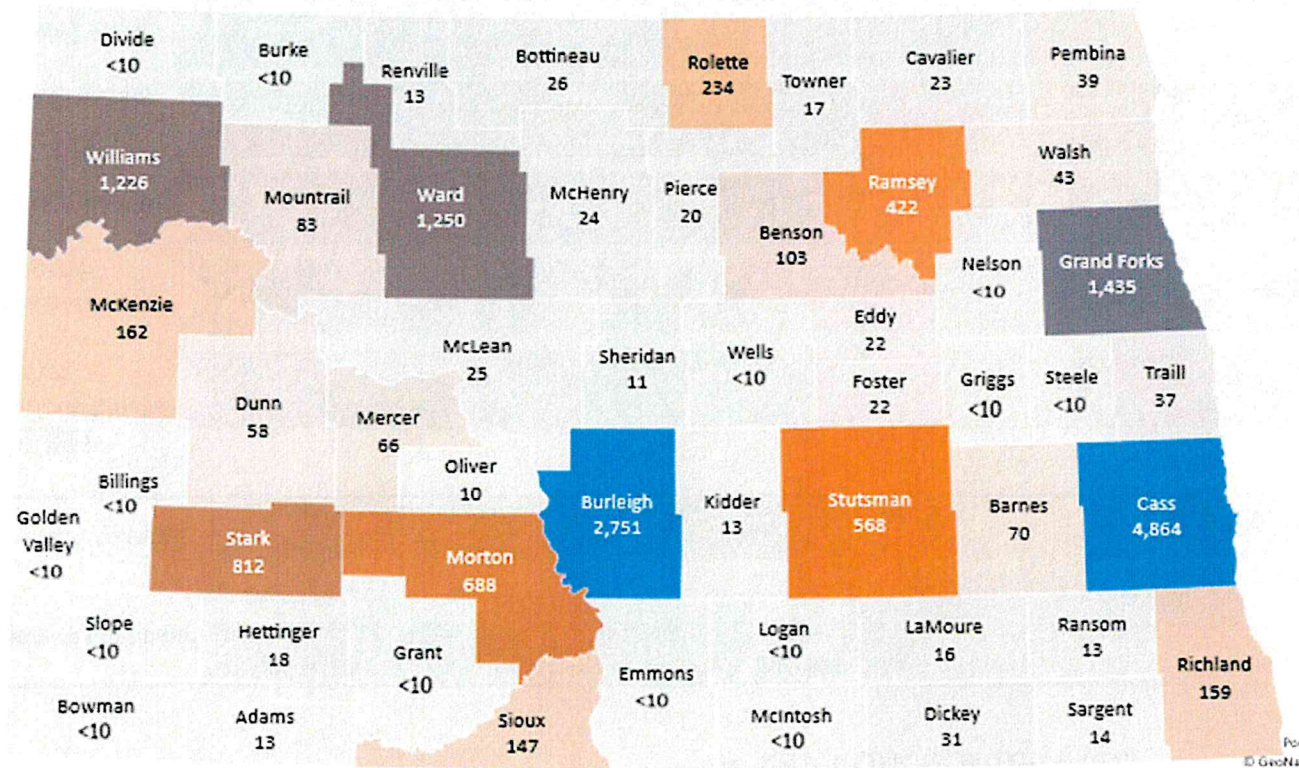 Divide
<10
Burke
<10
Renville
13
Bottineau
26
Rolette
234
Towner
17
Cavalier
23
Pembina
39
Williams
1,226
Mountrail
83
Ward
1,250
McHenry
24
Pierce
20
Benson
103
Ramsey
422
Walsh
43
Nelson
<10
Grand Forks
1,435
McKenzie
162
Dunn
58
McLean
25
Mercer
66
Oliver
10
Sheridan
11
Wells
<10
Eddy
22
Foster
22
Griggs
<10
Steele
<10
Traill
37
Billings
<10
Golden
Valley
<10
Stark
812
Morton
688
Burleigh
2,751
Kidder
13
Stutsman
568
Barnes
70
Cass
4,864
Slope
<10
Hettinger
18
Grant
<10
Emmons
<10
Logan
<10
LaMoure
16
Ransom
13
Richland
159
Bowman
<10
Adams
13
Sioux
147
McIntosh
<10
Dickey
31
Sargent
14
Po
© GeoNa